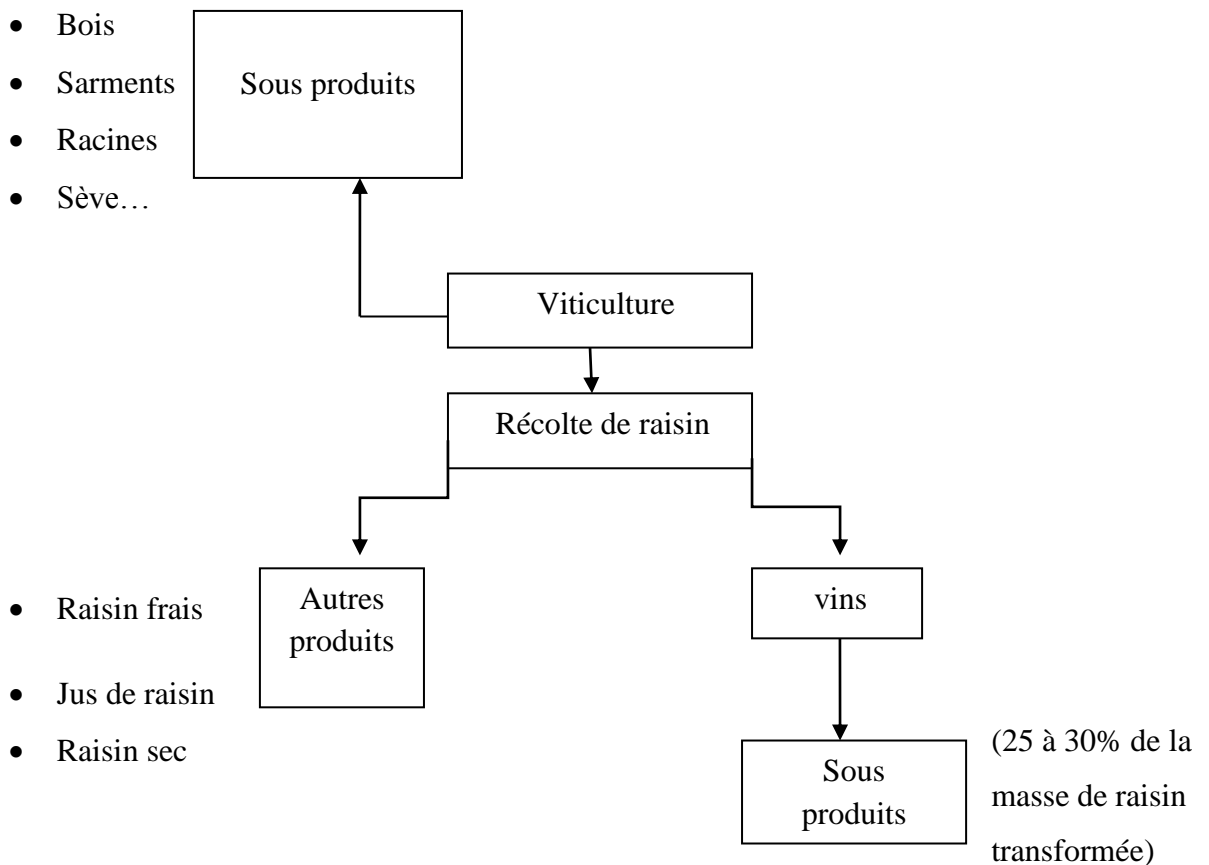 • Bois
• Sarments
• Racines
• Sève…
Sous produits
Viticulture
Récolte de raisin
Autres
produits
• Raisin frais
• Jus de raisin
• Raisin sec
vins
Sous
produits
(25 à 30% de la
masse de raisin
transformée)